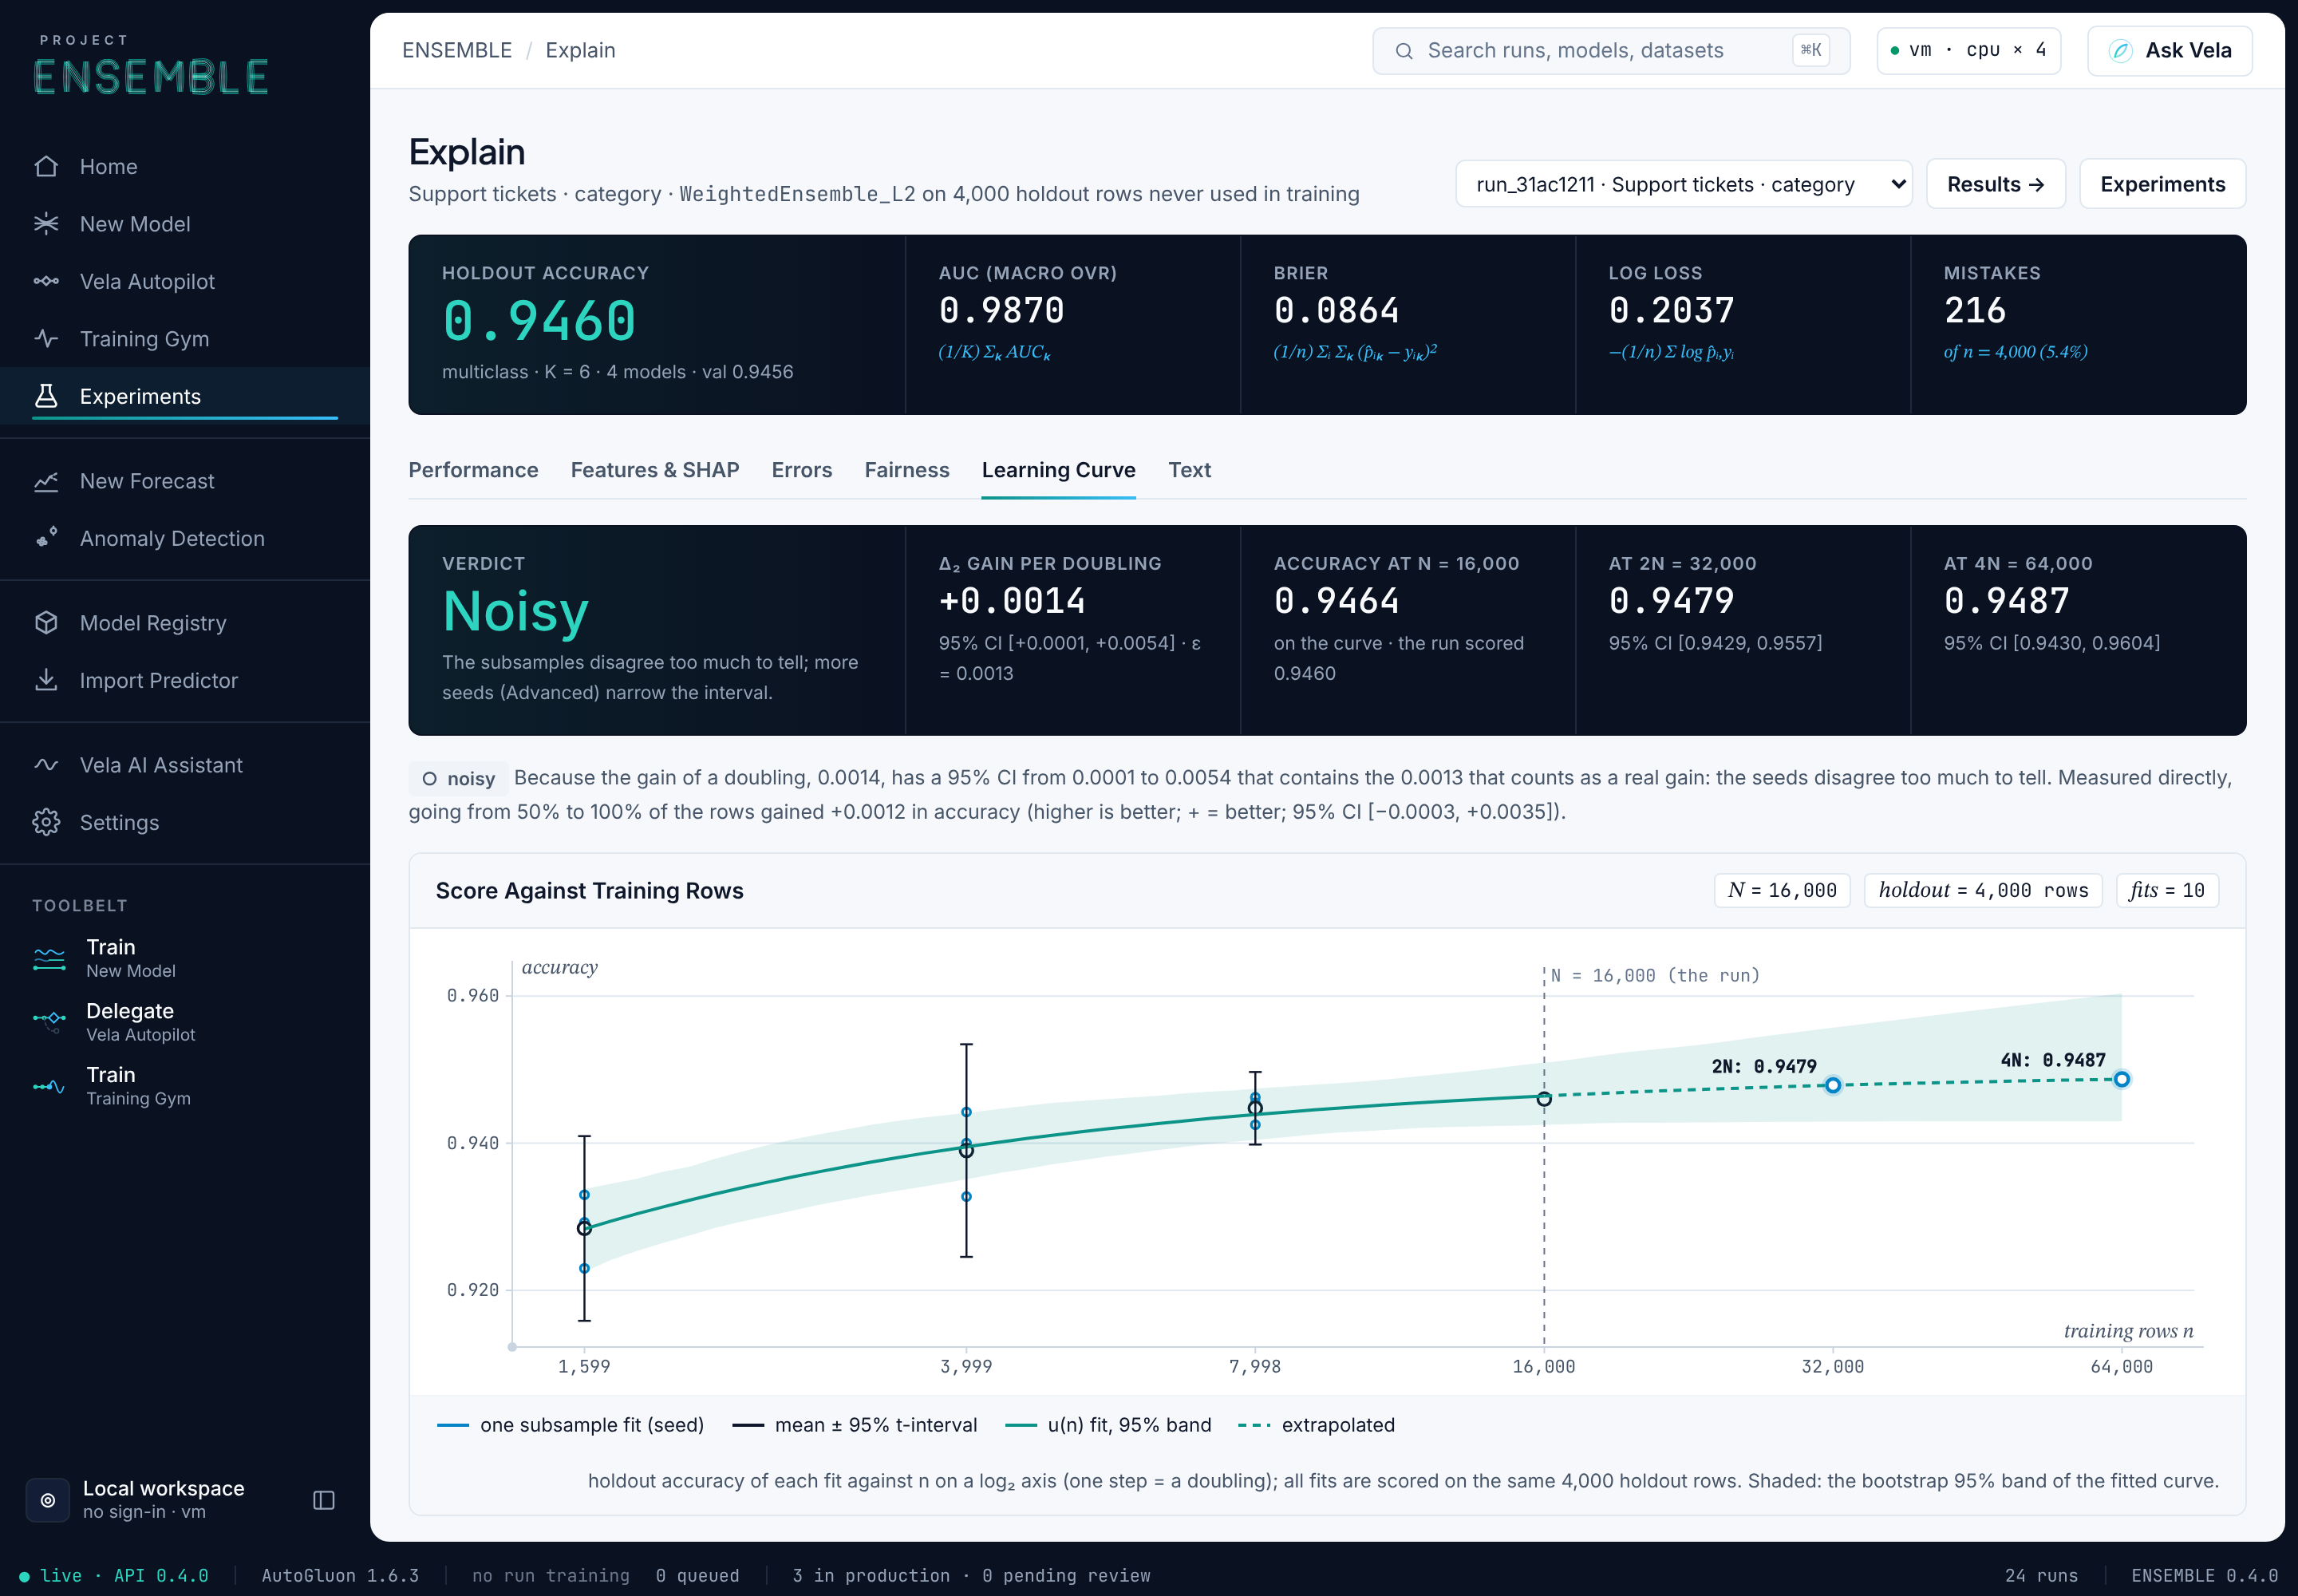 PROJECT
ENSEMBLE
Home
New Model
Vela Autopilot
Training Gym
Experiments
New Forecast
Anomaly Detection
Model Registry
Import Predictor
Vela AI Assistant
Settings
TOOLBELT
Train
New Model
Delegate
Vela Autopilot
Train
Training Gym
Local workspace
no sign-in · vm
ENSEMBLE / Explain
Search runs, models, datasets ⌘K
vm · cpu × 4
Ask Vela
Explain
Support tickets · category · WeightedEnsemble_L2 on 4,000 holdout rows never used in training
run_31ac1211 · Support tickets · category
Results →
Experiments
HOLDOUT ACCURACY
0.9460
multiclass · K = 6 · 4 models · val 0.9456
AUC (MACRO OVR)
0.9870
(1/K) Σₖ AUCₖ
BRIER
0.0864
(1/n) Σᵢ Σₖ (p̂ᵢₖ − yᵢₖ)²
LOG LOSS
0.2037
−(1/n) Σ log p̂ᵢ,yᵢ
MISTAKES
216
of n = 4,000 (5.4%)
Performance Features & SHAP Errors Fairness Learning Curve Text
VERDICT
Noisy
The subsamples disagree too much to tell; more
seeds (Advanced) narrow the interval.
Δ₂ GAIN PER DOUBLING
+0.0014
95% CI [+0.0001, +0.0054] · ε
= 0.0013
ACCURACY AT N = 16,000
0.9464
on the curve · the run scored
0.9460
AT 2N = 32,000
0.9479
95% CI [0.9429, 0.9557]
AT 4N = 64,000
0.9487
95% CI [0.9430, 0.9604]
noisy Because the gain of a doubling, 0.0014, has a 95% CI from 0.0001 to 0.0054 that contains the 0.0013 that counts as a real gain: the seeds disagree too much to tell. Measured directly,
going from 50% to 100% of the rows gained +0.0012 in accuracy (higher is better; + = better; 95% CI [−0.0003, +0.0035]).
Score Against Training Rows
N = 16,000
holdout = 4,000 rows
fits = 10
accuracy
N = 16,000 (the run)
0.960
0.940
0.920
2N: 0.9479
4N: 0.9487
training rows n
1,599 3,999 7,998 16,000 32,000 64,000
one subsample fit (seed) mean ± 95% t-interval u(n) fit, 95% band extrapolated
holdout accuracy of each fit against n on a log₂ axis (one step = a doubling); all fits are scored on the same 4,000 holdout rows. Shaded: the bootstrap 95% band of the fitted curve.
live · API 0.4.0 AutoGluon 1.6.3 no run training 0 queued 3 in production · 0 pending review 24 runs ENSEMBLE 0.4.0